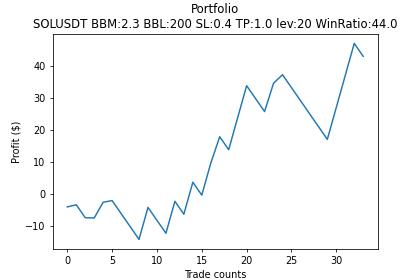 Portfolio
SOLUSDT BBM:2.3 BBL:200 SL:0.4 TP:1.0 lev:20 WinRatio:44.0
Profit ($)
40
30
20
10
0
−10
0 5 10 15 20 25 30
Trade counts